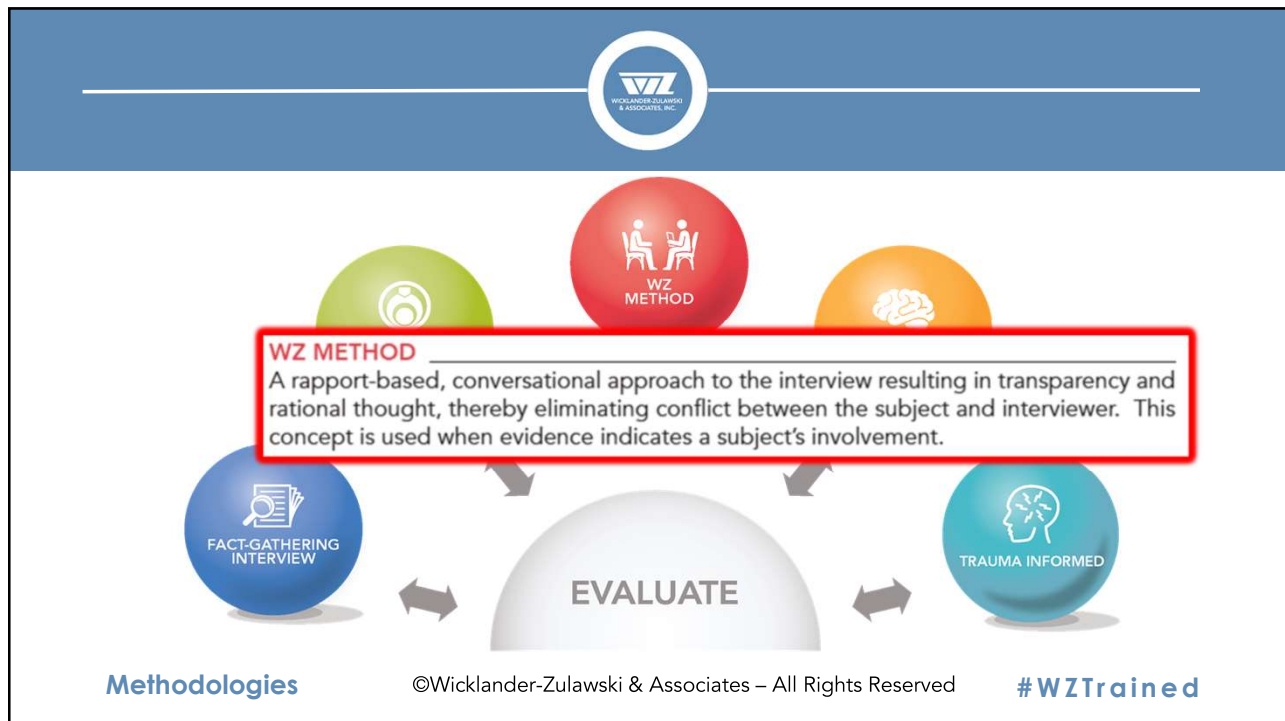 WZ
WICKLANDER-ZULAWSKI
& ASSOCIATES, INC.
WZ
METHOD
WZ METHOD
A rapport-based, conversational approach to the interview resulting in transparency and
rational thought, thereby eliminating conflict between the subject and interviewer. This
concept is used when evidence indicates a subject's involvement.
FACT-GATHERING
INTERVIEW
TRAUMA INFORMED
EVALUATE
Methodologies
©Wicklander-Zulawski & Associates – All Rights Reserved
#WZTrained